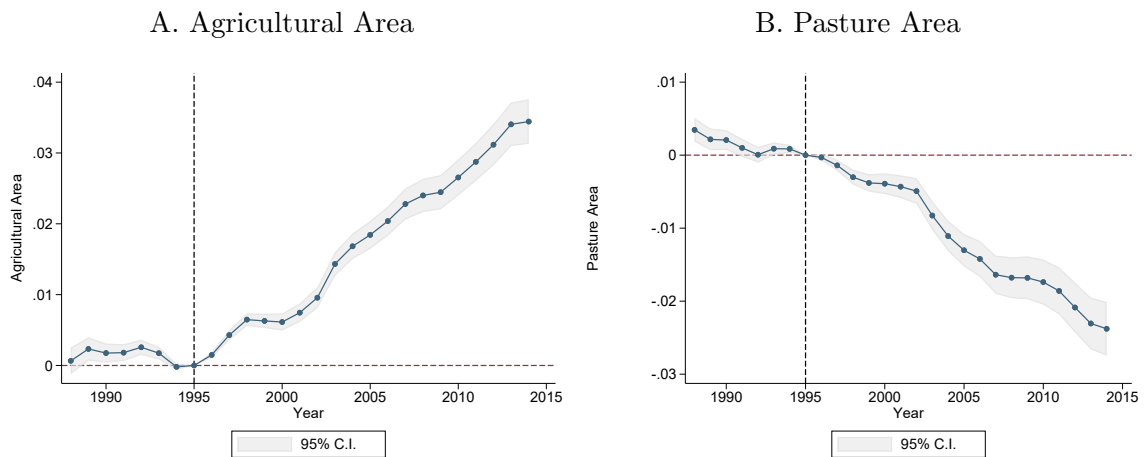 A. Agricultural Area
.04
.03
.02
.01
0
Agricultural Area
1990
1995
2000
2005
2010
2015
Year
95% C.I.
B. Pasture Area
.01
0
-.01
-.02
-.03
Pasture Area
1990
1995
2000
2005
2010
2015
Year
95% C.I.